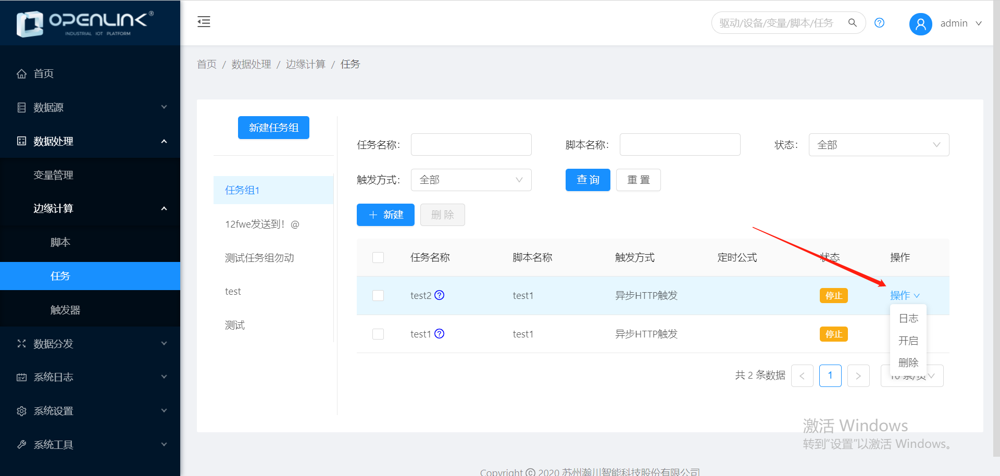 OPENLINK®
INDUSTRIAL IOT PLATFORM
驱动/设备/变量/脚本/任务
admin
首页
数据源
数据处理
变量管理
边缘计算
脚本
任务
触发器
数据分发
系统日志
系统设置
系统工具
首页 / 数据处理 / 边缘计算 / 任务
新建任务组
任务组1
12fwe发送到！@
测试任务组勿动
test
测试
任务名称：
脚本名称：
状态： 全部
触发方式： 全部
查 询 重 置
+ 新建 删 除
任务名称 脚本名称 触发方式 定时公式 状态 操作
test2 test1 异步HTTP触发 停止 操作
test1 test1 异步HTTP触发 停止
日志
开启
删除
共 2 条数据 < 1 > 10 条/页
激活 Windows
转到“设置”以激活 Windows。
Copyright © 2020 苏州瀚川智能科技股份有限公司